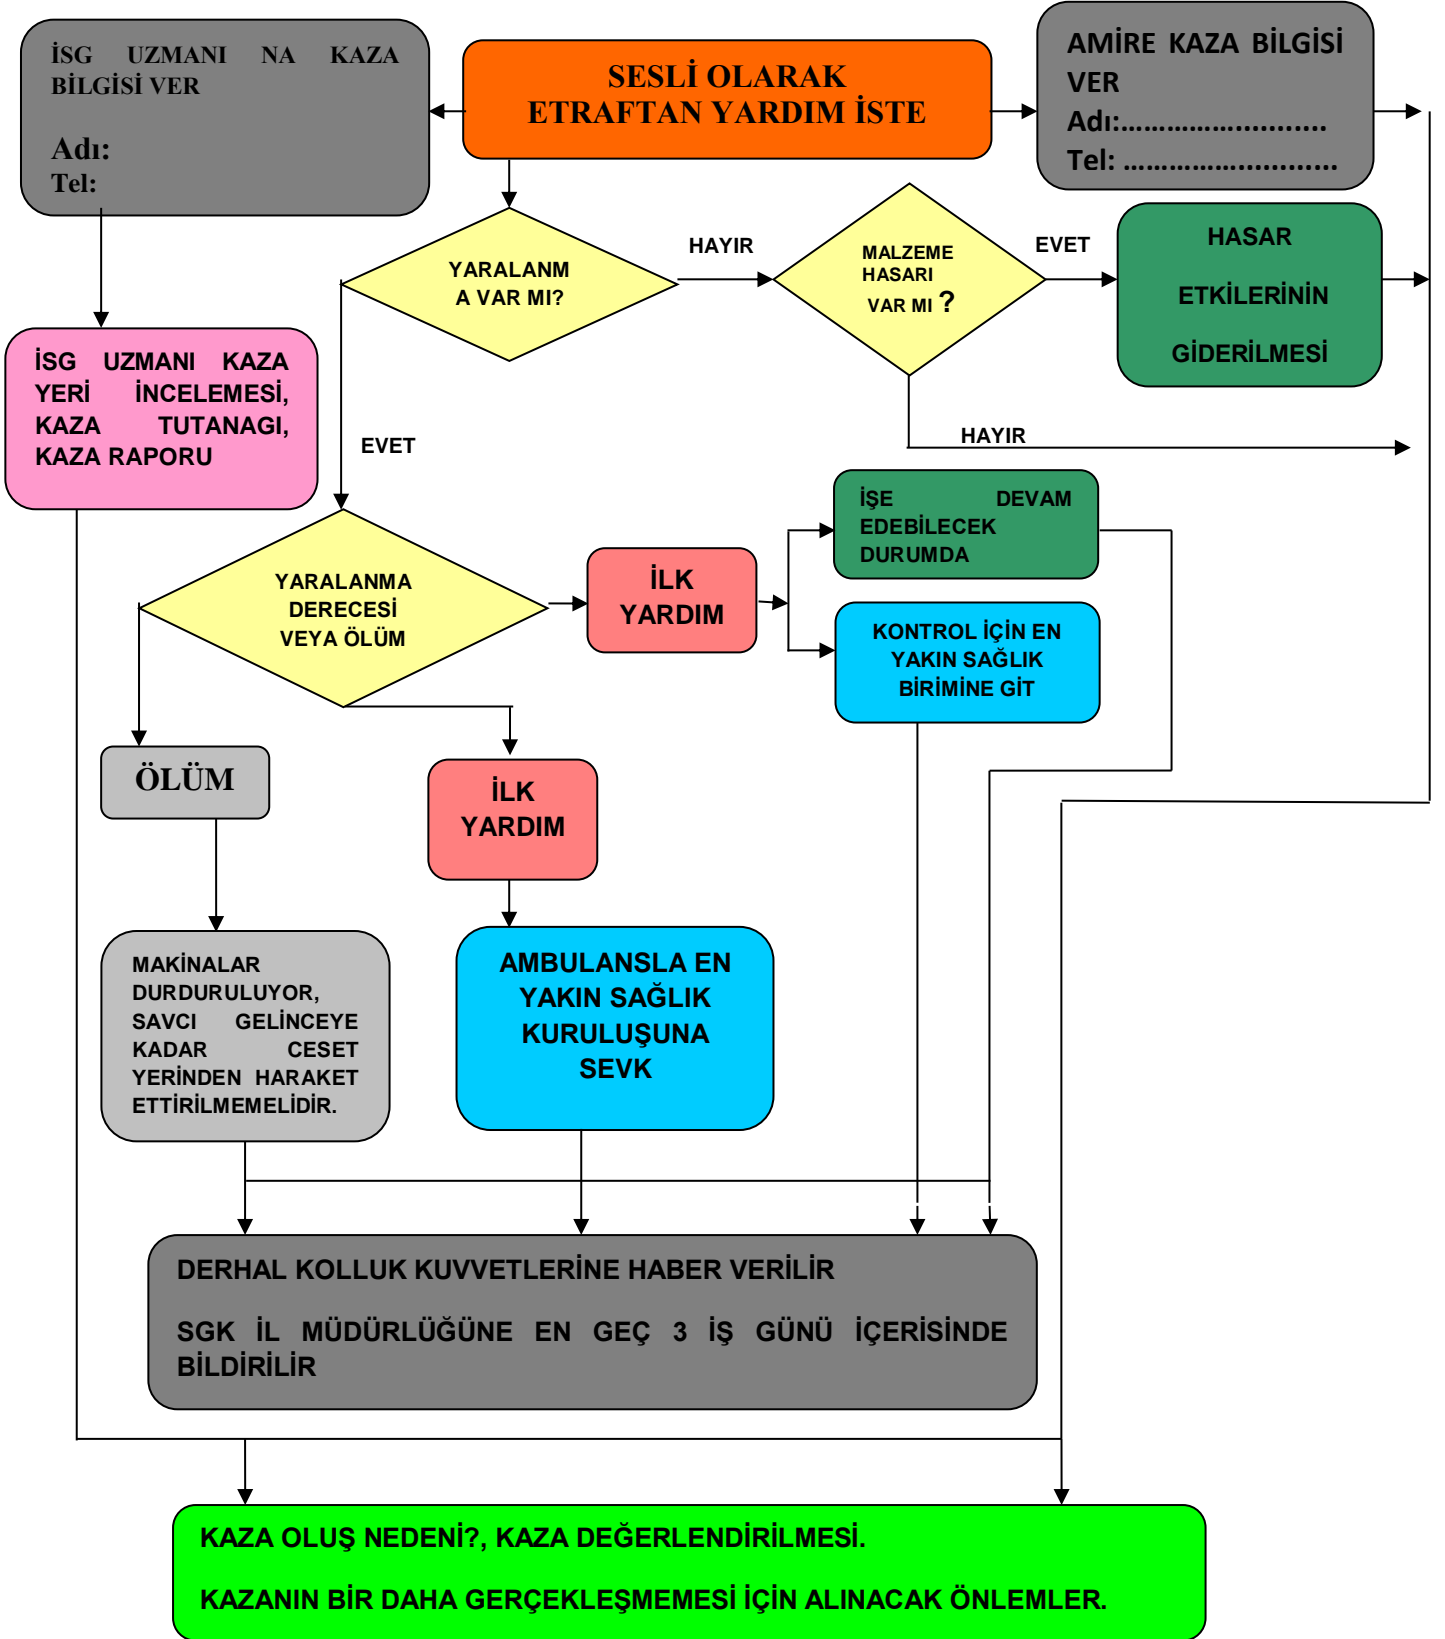 İSG UZMANI NA KAZA
BİLGİSİ VER
Adı:
Tel:
SESLİ OLARAK
ETRAFTAN YARDIM İSTE
AMİRE KAZA BİLGİSİ
VER
Adı:........................
Tel: ........................
YARALANM
A VAR MI?
HAYIR
MALZEME
HASARI
VAR MI ?
EVET
HASAR
ETKİLERİNİN
GİDERİLMESİ
İSG UZMANI KAZA
YERİ İNCELEMESİ,
KAZA TUTANAGI,
KAZA RAPORU
EVET
HAYIR
YARALANMA
DERECESİ
VEYA ÖLÜM
İLK
YARDIM
İŞE DEVAM
EDEBİLECEK
DURUMDA
KONTROL İÇİN EN
YAKIN SAĞLIK
BİRİMİNE GİT
ÖLÜM
İLK
YARDIM
MAKİNALAR
DURDURULUYOR,
SAVCI GELİNCEYE
KADAR CESET
YERİNDEN HARAKET
ETTİRİLMEMELİDİR.
AMBULANSLA EN
YAKIN SAĞLIK
KURULUŞUNA
SEVK
DERHAL KOLLUK KUVVETLERİNE HABER VERİLİR
SGK İL MÜDÜRLÜĞÜNE EN GEÇ 3 İŞ GÜNÜ İÇERİSİNDE
BİLDİRİLİR
KAZA OLUŞ NEDENİ?, KAZA DEĞERLENDİRİLMESİ.
KAZANIN BİR DAHA GERÇEKLEŞMEMESİ İÇİN ALINACAK ÖNLEMLER.